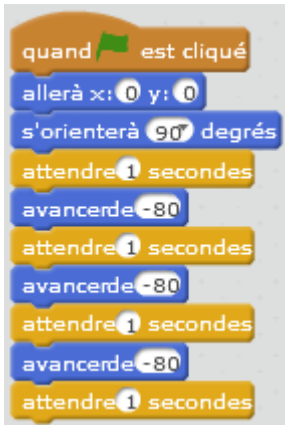 quand est cliqué
allerà x: 0 y: 0
s'orienterà 90 degrés
attendre 1 secondes
avancerde -80
attendre 1 secondes
avancerde -80
attendre 1 secondes
avancerde -80
attendre 1 secondes